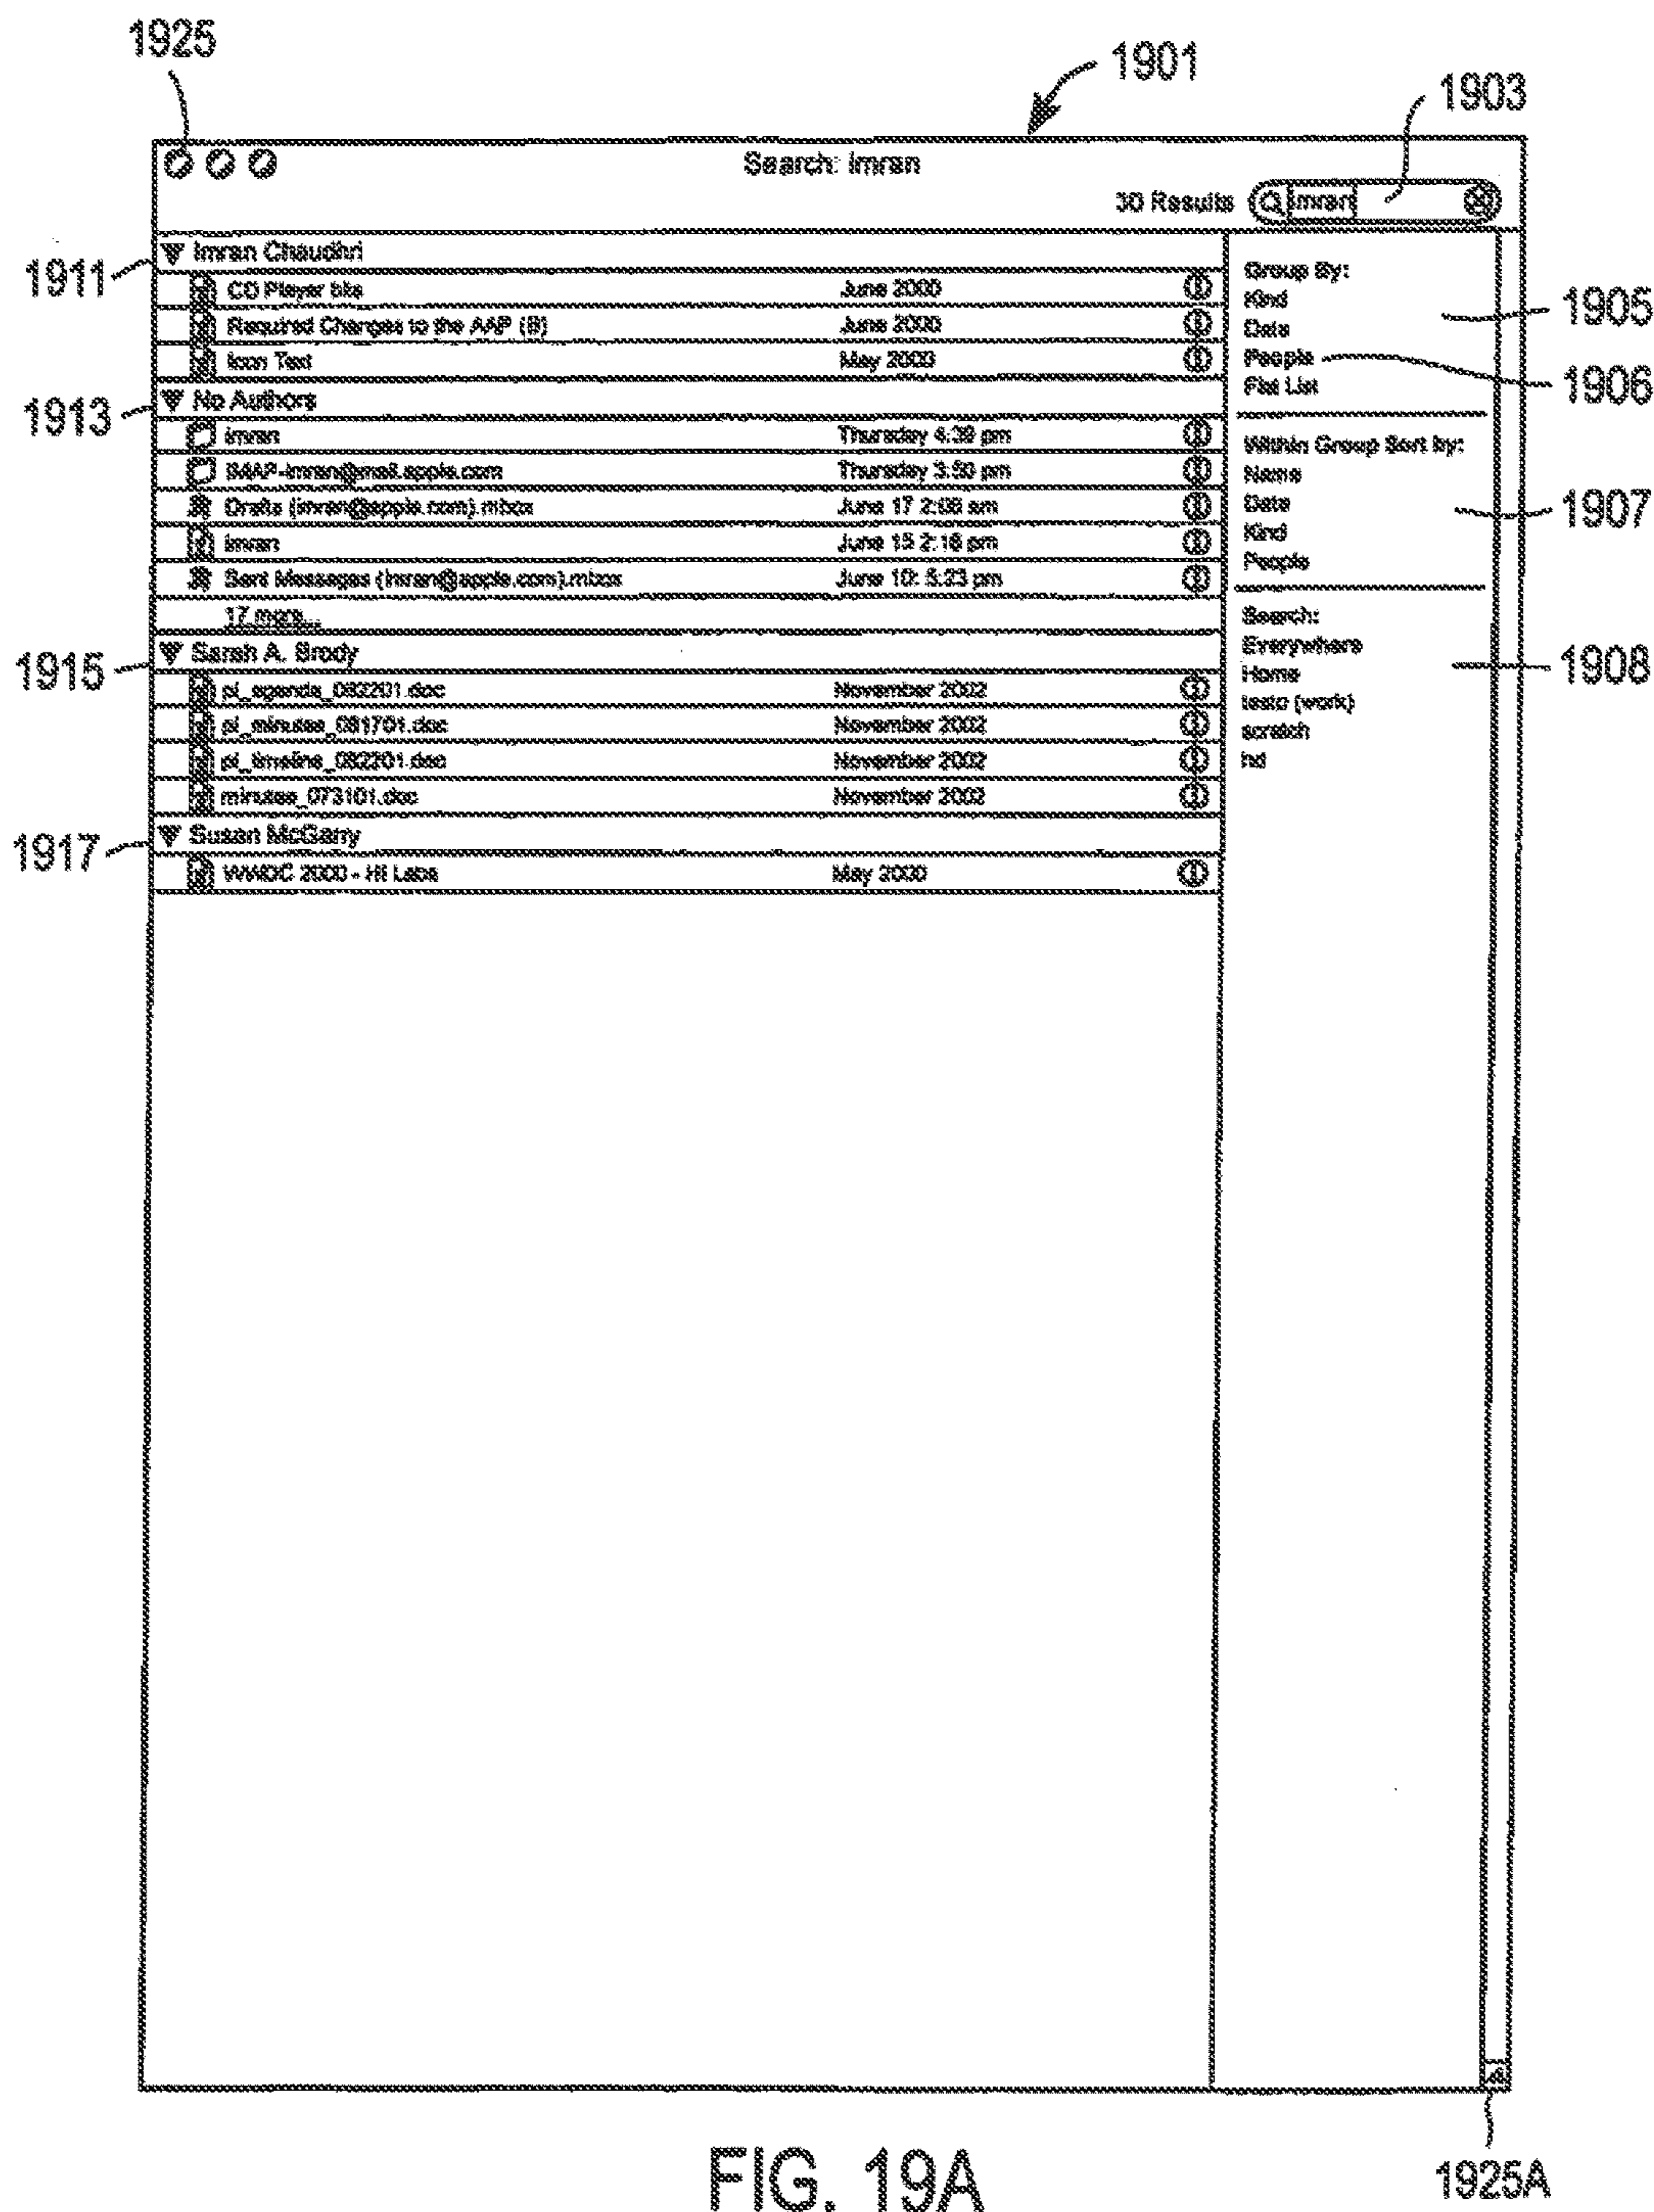 1925
1901
1903
Search: Imran
30 Results
Imran
1911
Imran Chaudhri
CD Player bits June 2000
Required Changes to the AAP (B) June 2000
Icon Text May 2000
1913
No Authors
imran Thursday 4:39 pm
IMAP-imran@mail.apple.com Thursday 3:50 pm
Drafts (imran@apple.com).mbox June 17 2:08 am
imran June 15 2:16 pm
Sent Messages (imran@apple.com).mbox June 10: 5:23 pm
17 more...
1915
Sarah A. Brody
pi_agenda_082201.doc November 2002
pi_minutes_081701.doc November 2002
pi_timeline_082201.doc November 2002
minutes_073101.doc November 2002
1917
Susan McGany
WWDC 2000 - HI Labs May 2000
Group By:
Kind
Date
People
Flat List
1905
1906
Within Group Sort by:
Name
Date
Kind
People
1907
Search:
Everywhere
Home
(work)
scratch
hd
1908
1925A
FIG. 19A